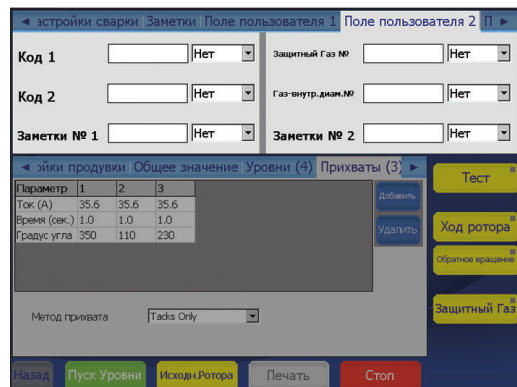 ◄ астройки сварки Заметки Поле пользователя 1 Поле пользователя 2 П ►
Код 1 Нет Защитный Газ № Нет
Код 2 Нет Газ-внутр.диам.№ Нет
Заметки № 1 Нет Заметки № 2 Нет
◄ ойки продувки Общее значение Уровни (4) Прихваты (3) ►
Параметр 1 2 3
Ток (А) 35.6 35.6 35.6
Время (сек.) 1.0 1.0 1.0
Градус угла 350 110 230
Добавить
Удалить
Метод прихвата Tacks Only
Тест
Ход ротора
Обратное вращение
Защитный Газ
Назад Пуск Уровни Исходн.Ротора Печать Стоп